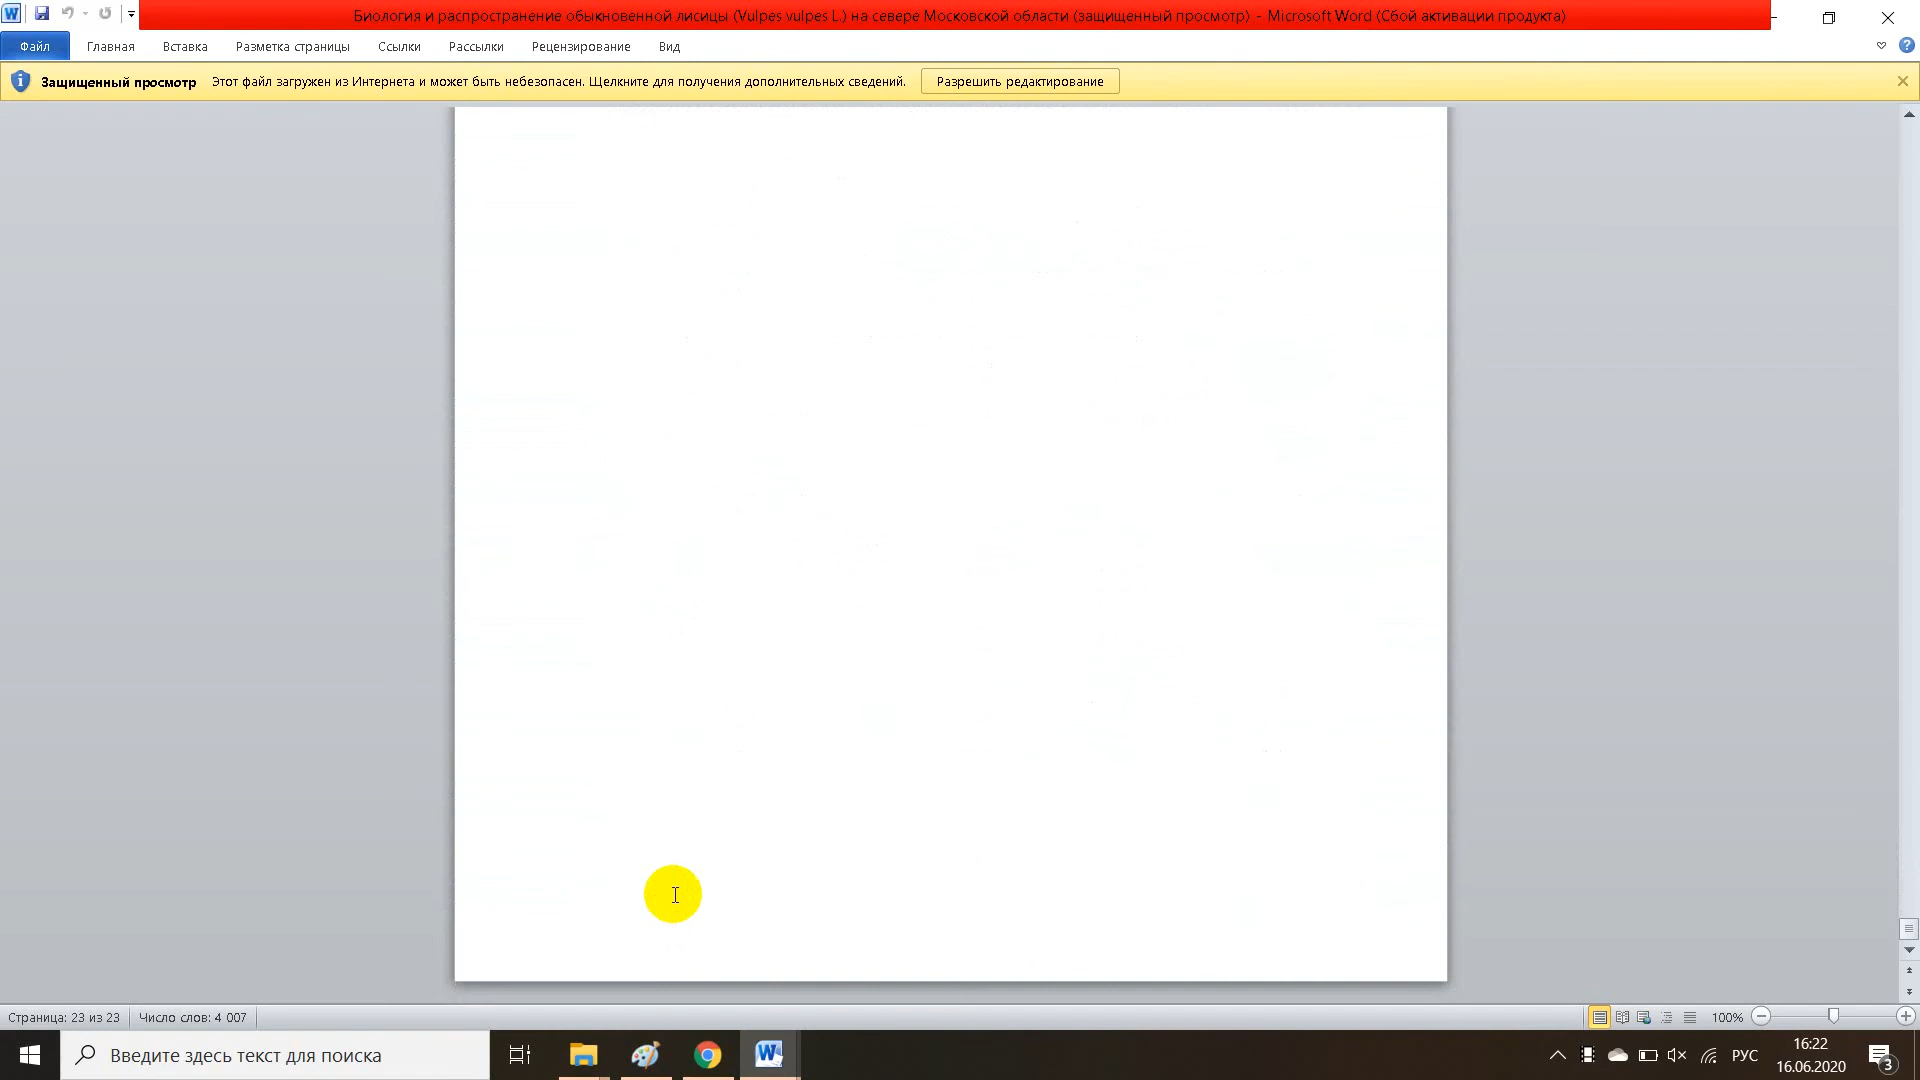 Биология и распространение обыкновенной лисицы (Vulpes vulpes L.) на севере Московской области (защищенный просмотр) - Microsoft Word (Сбой активации продукта)
Файл Главная Вставка Разметка страницы Ссылки Рассылки Рецензирование Вид
Защищенный просмотр Этот файл загружен из Интернета и может быть небезопасен. Щелкните для получения дополнительных сведений. Разрешить редактирование
Страница: 23 из 23 Число слов: 4 007 100%
Введите здесь текст для поиска
РУС
16:22
16.06.2020
3